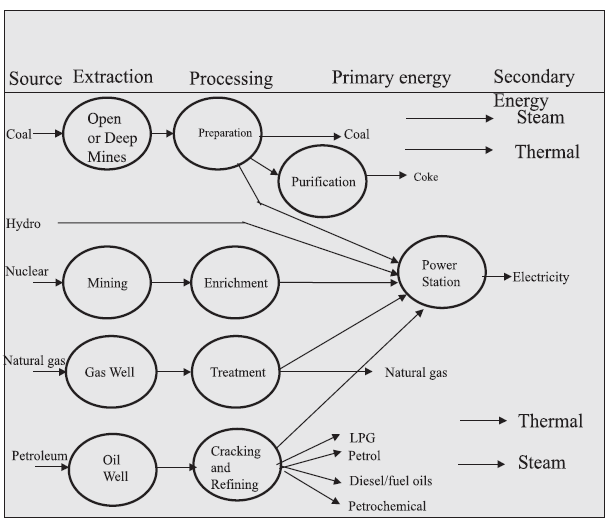 Source Extraction Processing Primary energy Secondary
Energy
Coal
Open
or Deep
Mines
Preparation
Coal
Steam
Thermal
Purification
Coke
Hydro
Nuclear
Mining
Enrichment
Power
Station
Electricity
Natural gas
Gas Well
Treatment
Natural gas
Thermal
Petroleum
Oil
Well
Cracking
and
Refining
LPG
Petrol
Diesel/fuel oils
Petrochemical
Steam